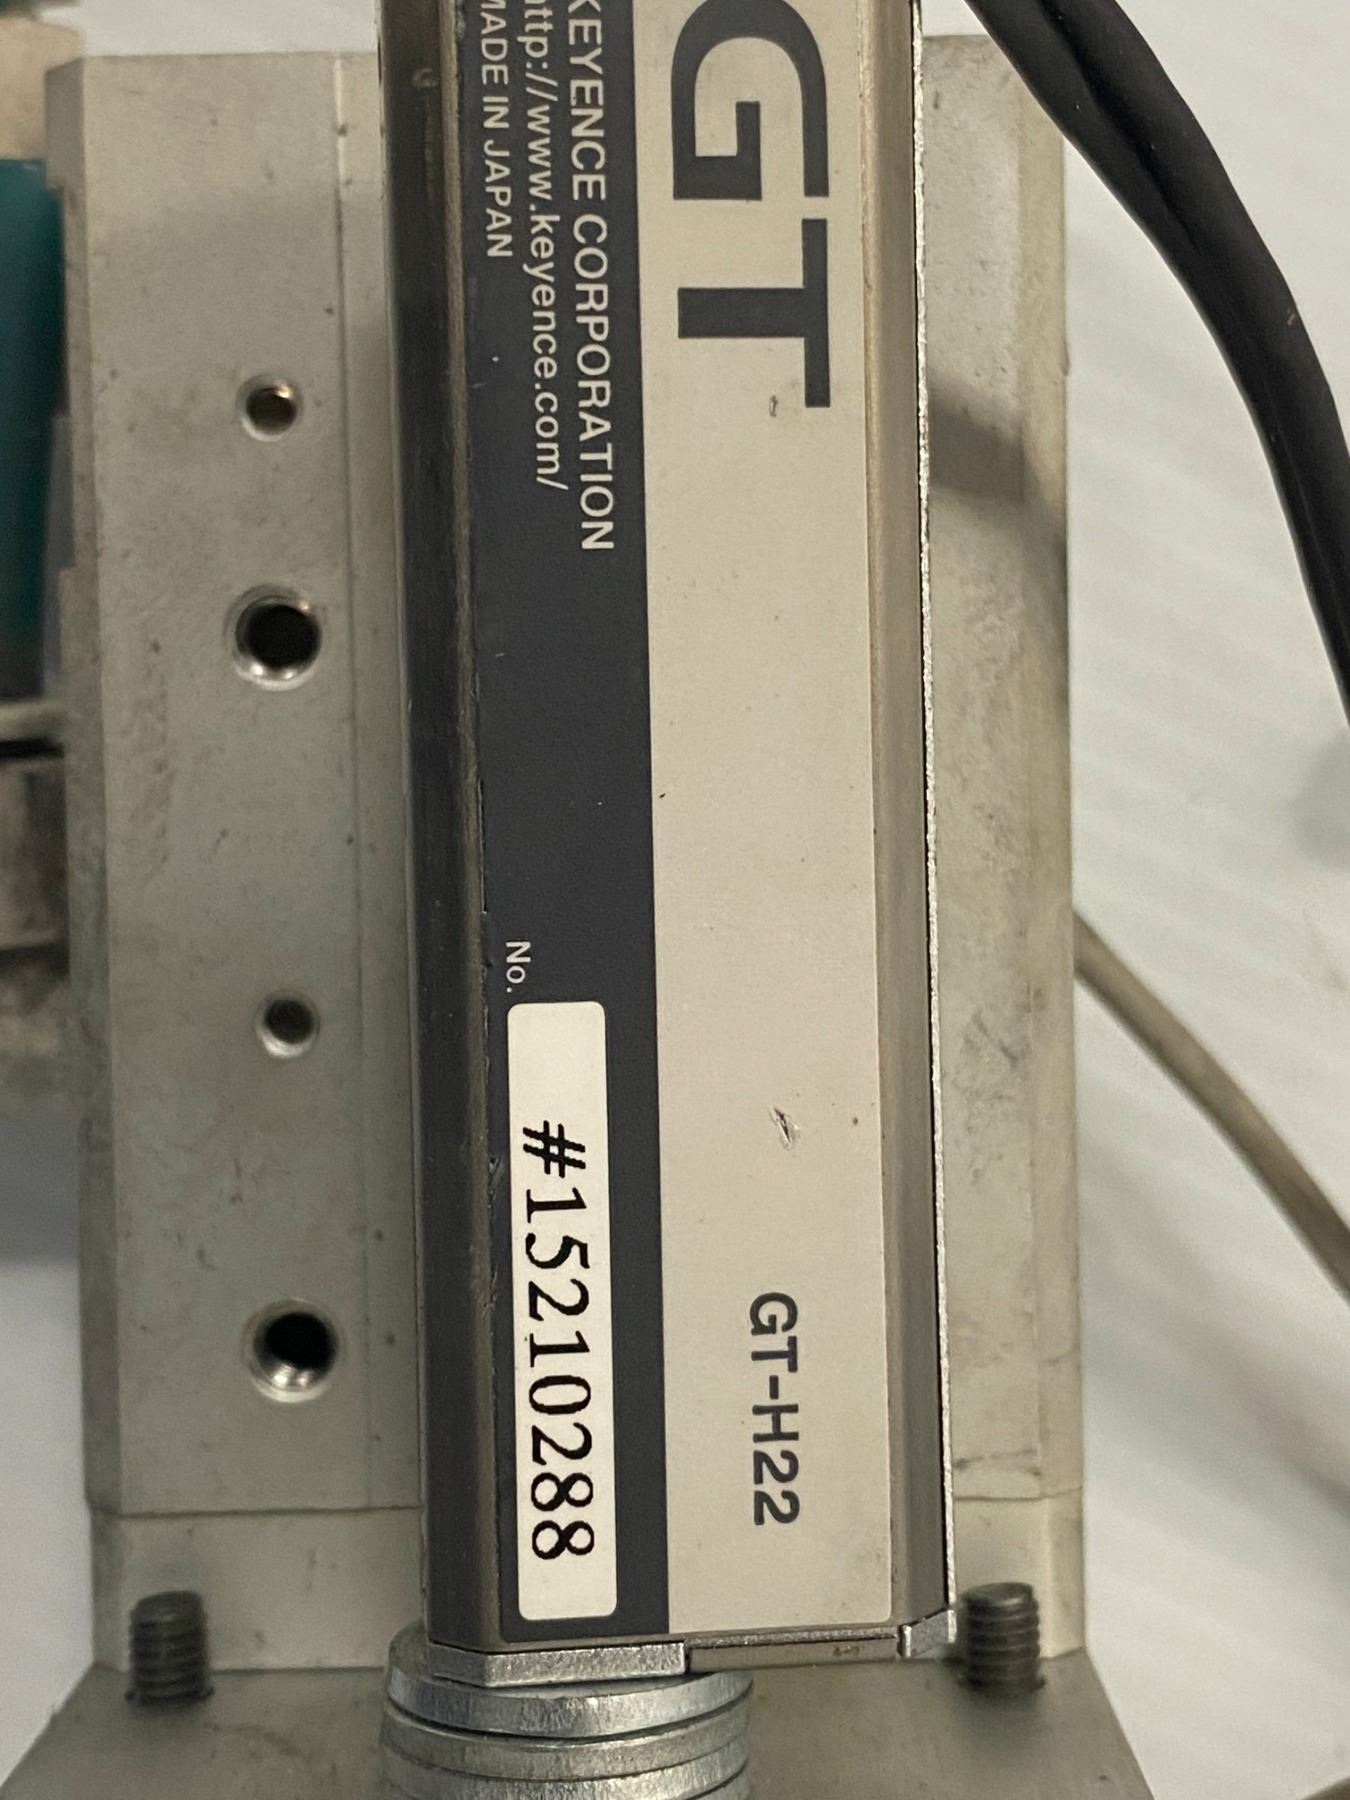 GT
KEYENCE CORPORATION
http://www.keyence.com/
MADE IN JAPAN
No.
#15210288
GT-H22